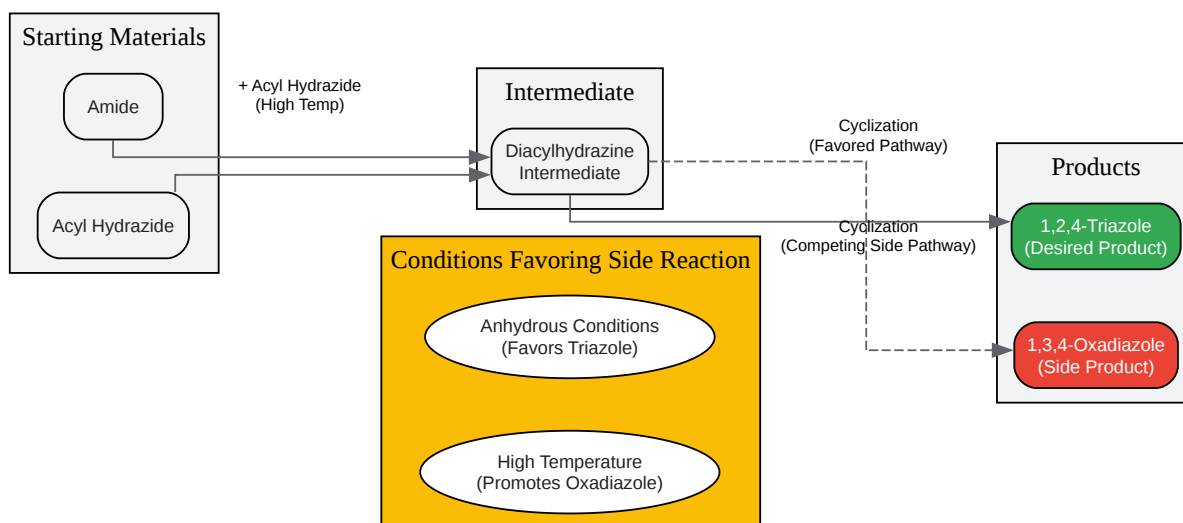 Starting Materials
Amide
Acyl Hydrazide
+ Acyl Hydrazide
(High Temp)
Intermediate
Diacylhydrazine
Intermediate
Cyclization
(Favored Pathway)
Cyclization
(Competing Side Pathway)
Products
1,2,4-Triazole
(Desired Product)
1,3,4-Oxadiazole
(Side Product)
Conditions Favoring Side Reaction
Anhydrous Conditions
(Favors Triazole)
High Temperature
(Promotes Oxadiazole)